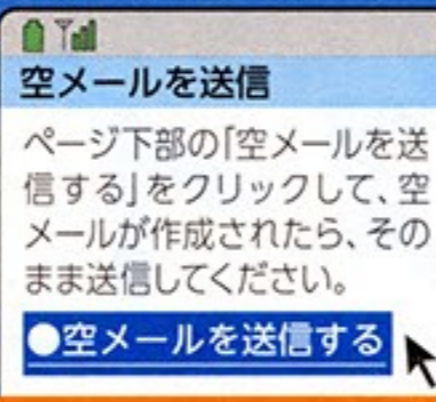 空メールを送信
ページ下部の「空メールを送
信する」をクリックして、空
メールが作成されたら、その
まま送信してください。
●空メールを送信する